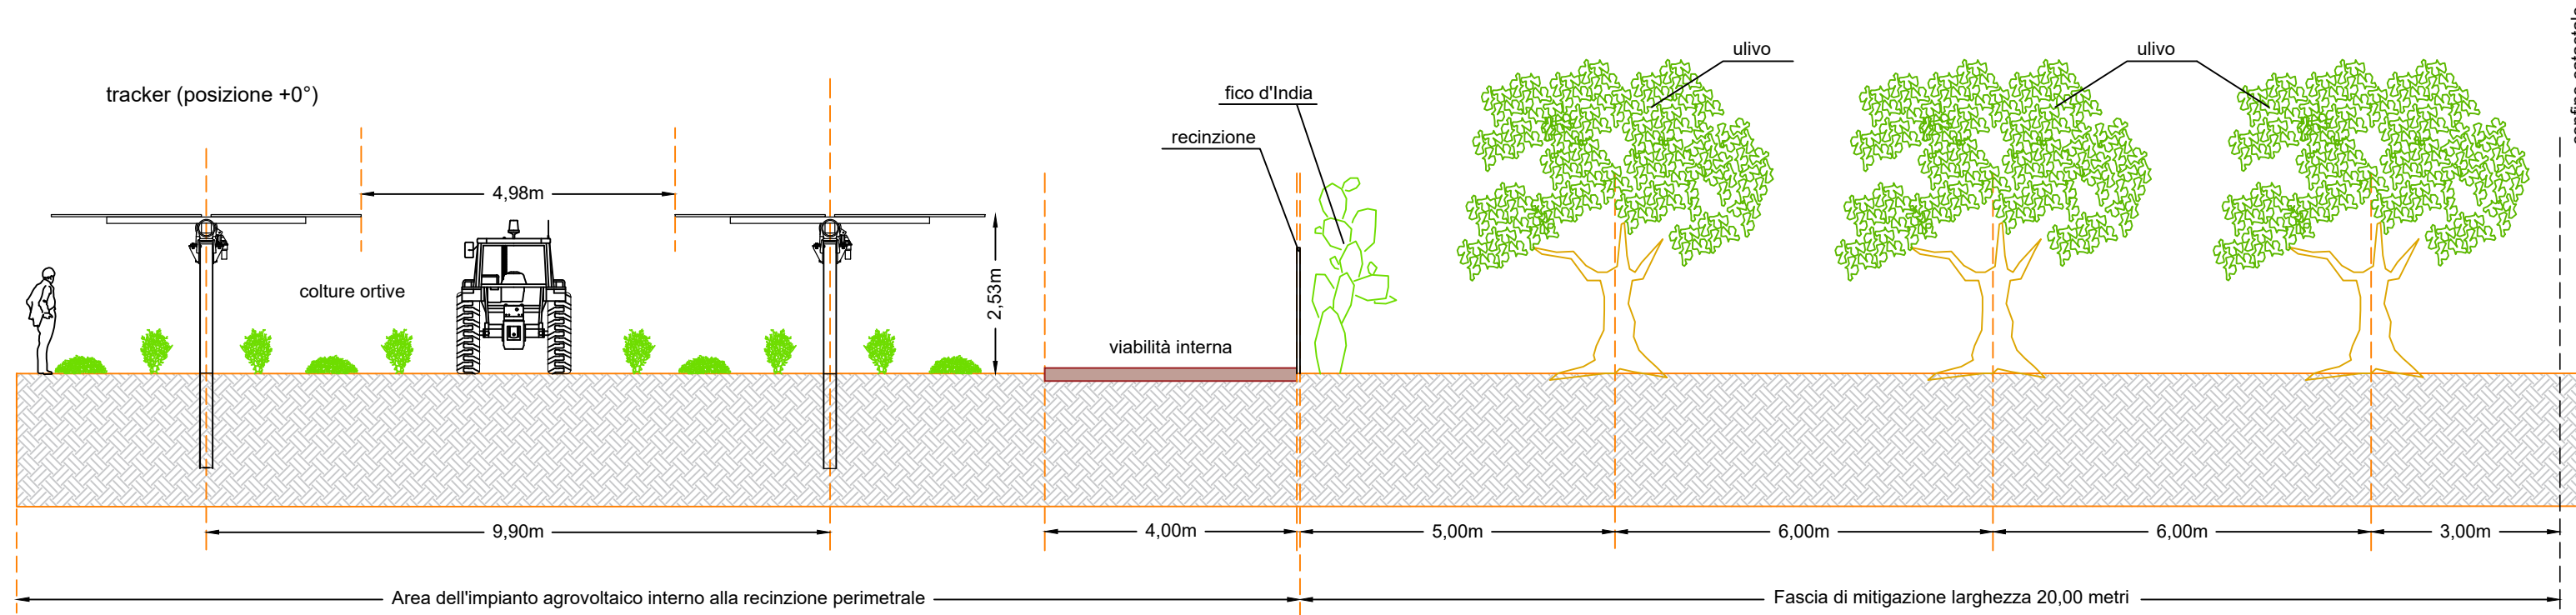 ulivo
ulivo
tracker (posizione +0°)
fico d'India
recinzione
4,98m
colture ortive
2,53m
viabilità interna
9,90m
4,00m
5,00m
6,00m
6,00m
3,00m
Area dell'impianto agrovoltaico interno alla recinzione perimetrale
Fascia di mitigazione larghezza 20,00 metri